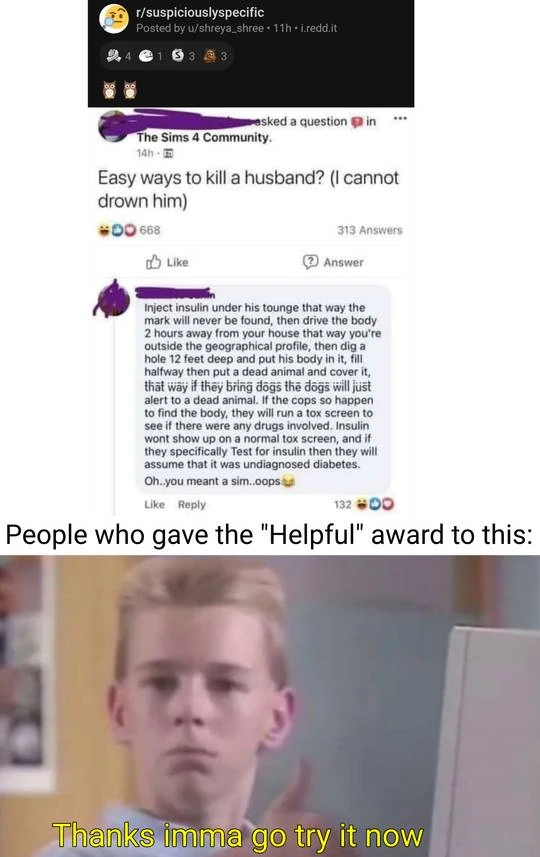 r/suspiciouslyspecific
Posted by u/shreya_shree • 11h • i.redd.it
4 1 S 3 3
asked a question in ...
The Sims 4 Community.
14h •
Easy ways to kill a husband? (I cannot
drown him)
668 313 Answers
Like ? Answer
Inject insulin under his tounge that way the
mark will never be found, then drive the body
2 hours away from your house that way you're
outside the geographical profile, then dig a
hole 12 feet deep and put his body in it, fill
halfway then put a dead animal and cover it,
that way if they bring dogs the dogs will just
alert to a dead animal. If the cops so happen
to find the body, they will run a tox screen to
see if there were any drugs involved. Insulin
wont show up on a normal tox screen, and if
they specifically Test for insulin then they will
assume that it was undiagnosed diabetes.
Oh..you meant a sim..oops😂
Like Reply 132
People who gave the "Helpful" award to this:
Thanks imma go try it now